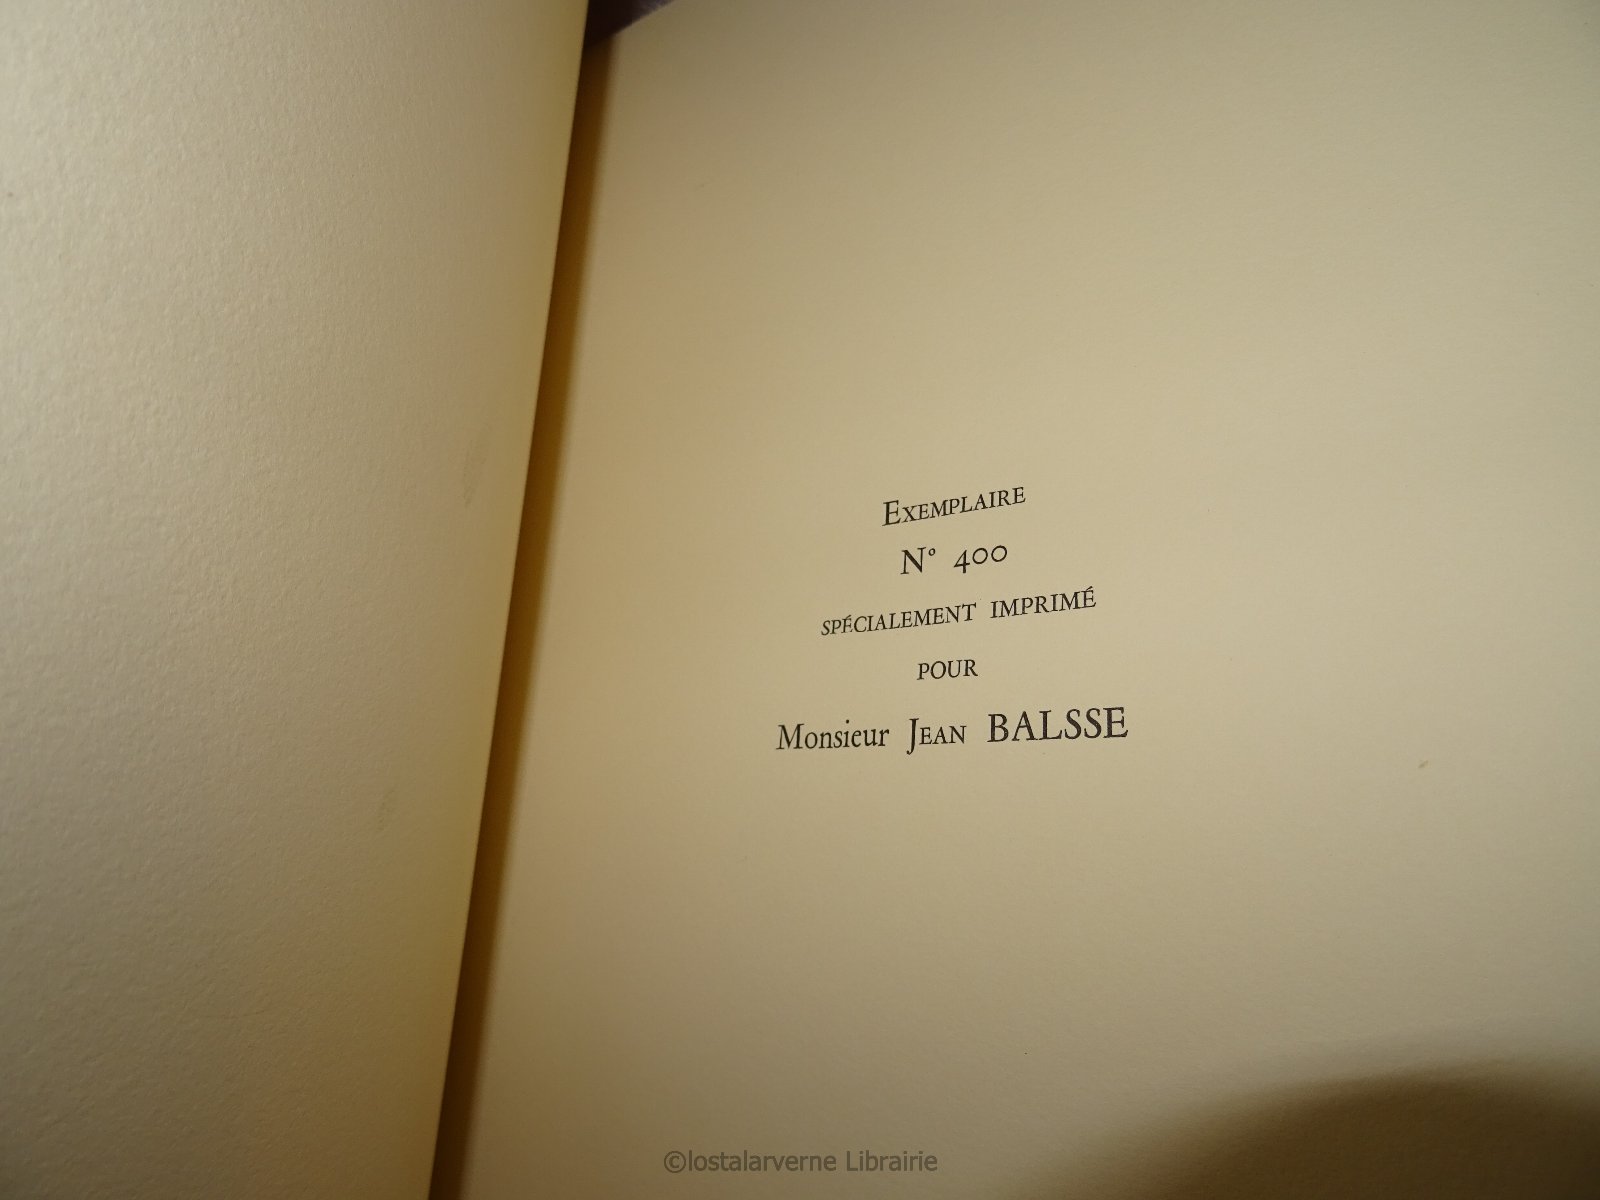 Exemplaire
N° 400
spécialement imprimé
pour
Monsieur Jean BALSSE
©lostalarverne Librairie